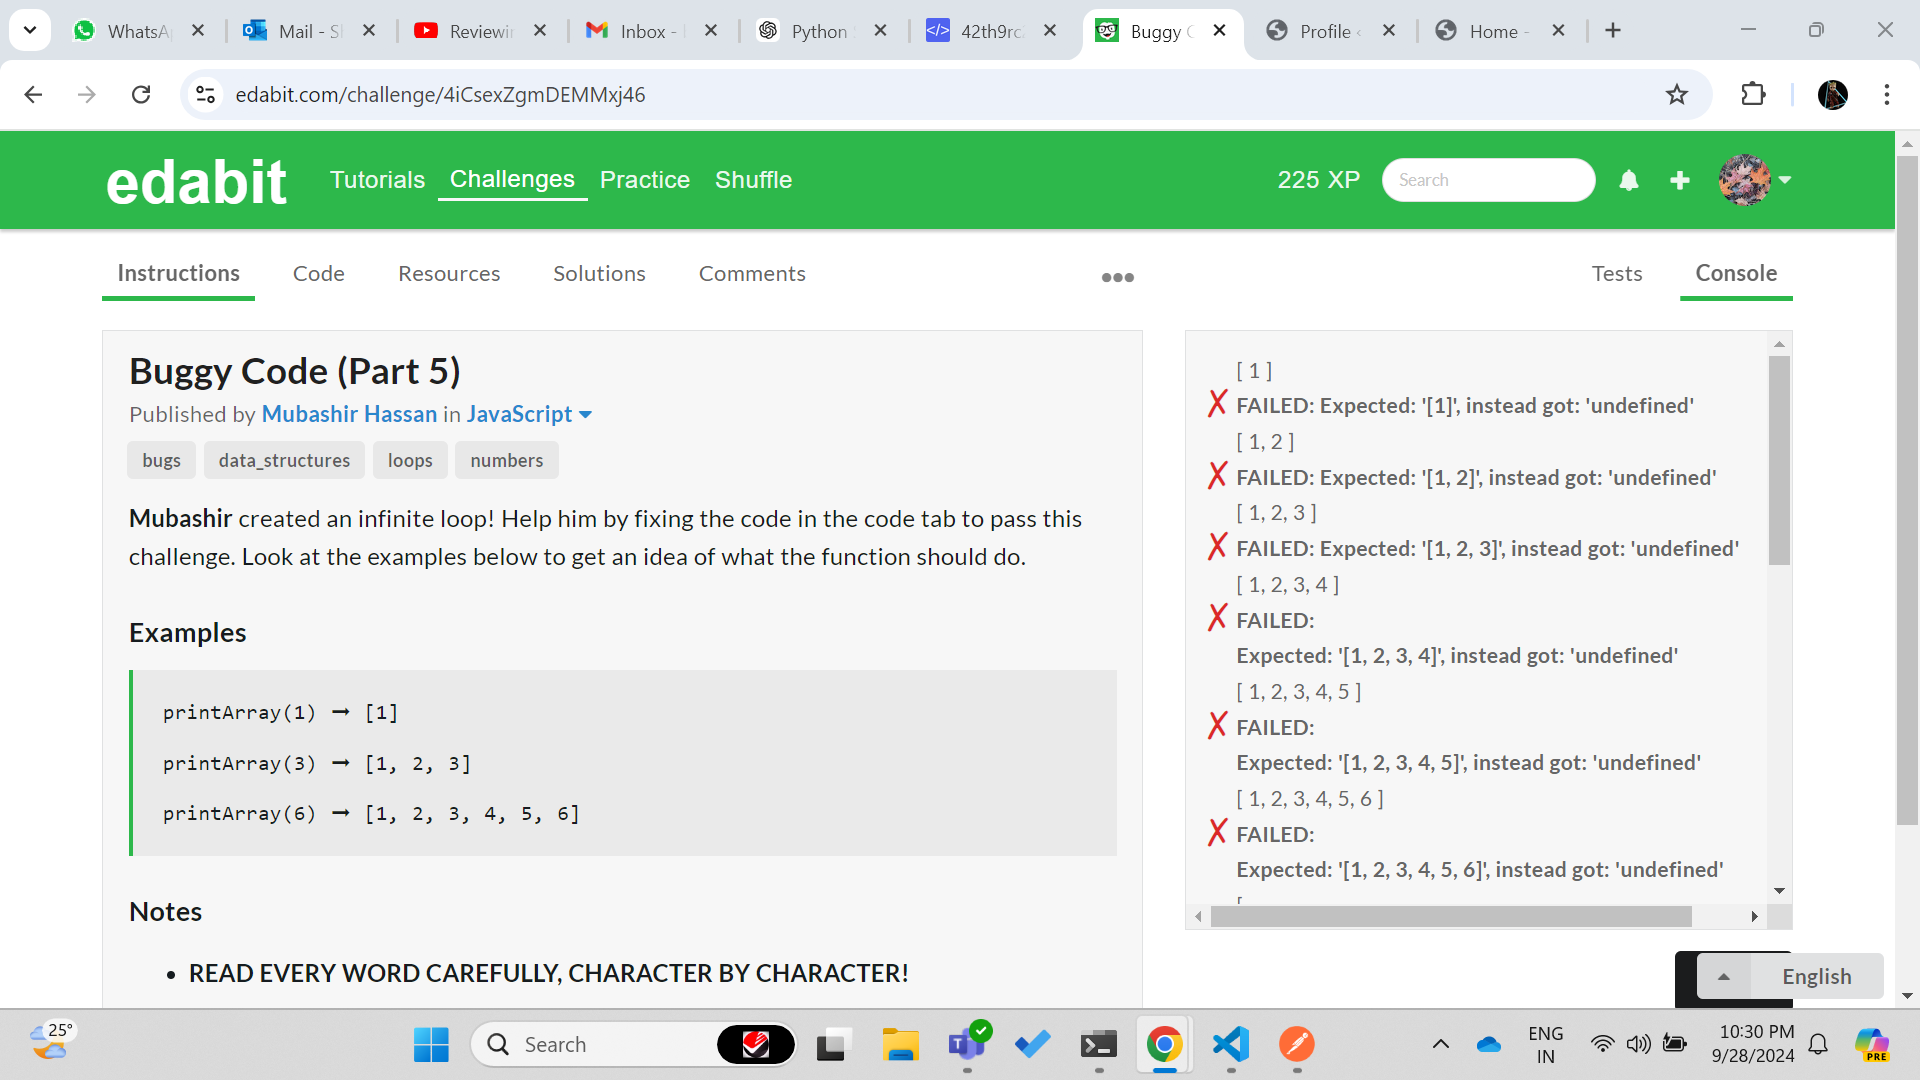 WhatsA
Mail - S
Reviewin
Inbox -
Python
42th9rc
Buggy C
Profile
Home -
edabit.com/challenge/4iCsexZgmDEMMxj46
edabit
Tutorials
Challenges
Practice
Shuffle
225 XP
Search
Instructions
Code
Resources
Solutions
Comments
Tests
Console
Buggy Code (Part 5)
Published by Mubashir Hassan in JavaScript
bugs
data_structures
loops
numbers
Mubashir created an infinite loop! Help him by fixing the code in the code tab to pass this
challenge. Look at the examples below to get an idea of what the function should do.
Examples
printArray(1) ➞ [1]
printArray(3) ➞ [1, 2, 3]
printArray(6) ➞ [1, 2, 3, 4, 5, 6]
Notes
• READ EVERY WORD CAREFULLY, CHARACTER BY CHARACTER!
[ 1 ]
FAILED: Expected: '[1]', instead got: 'undefined'
[ 1, 2 ]
FAILED: Expected: '[1, 2]', instead got: 'undefined'
[ 1, 2, 3 ]
FAILED: Expected: '[1, 2, 3]', instead got: 'undefined'
[ 1, 2, 3, 4 ]
FAILED:
Expected: '[1, 2, 3, 4]', instead got: 'undefined'
[ 1, 2, 3, 4, 5 ]
FAILED:
Expected: '[1, 2, 3, 4, 5]', instead got: 'undefined'
[ 1, 2, 3, 4, 5, 6 ]
FAILED:
Expected: '[1, 2, 3, 4, 5, 6]', instead got: 'undefined'
[
English
25°
Search
ENG
IN
10:30 PM
9/28/2024
PRE